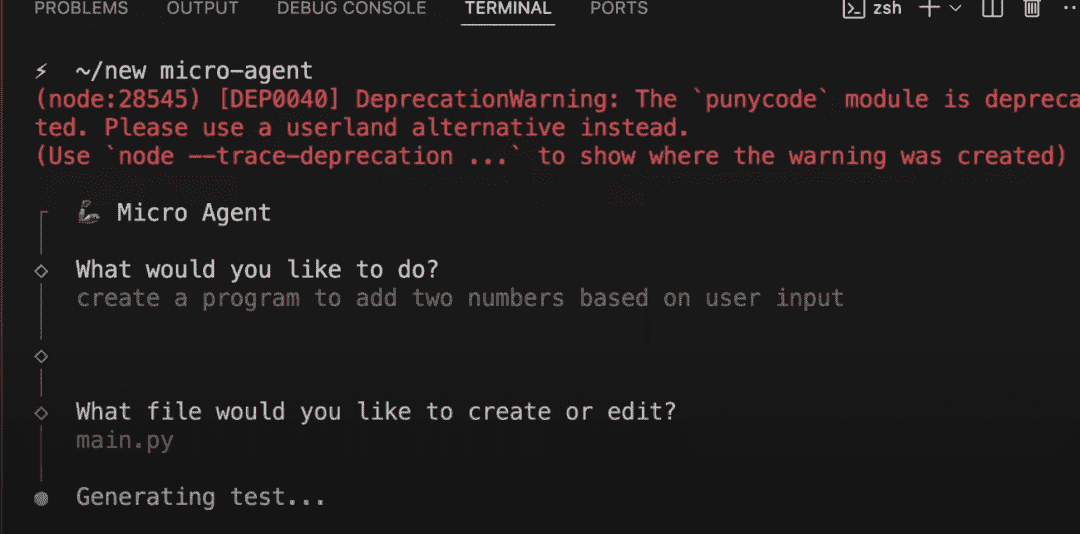 PROBLEMS OUTPUT DEBUG CONSOLE TERMINAL PORTS zsh
~/new micro-agent
(node:28545) [DEP0040] DeprecationWarning: The `punycode` module is depreca
ted. Please use a userland alternative instead.
(Use `node --trace-deprecation ...` to show where the warning was created)
Micro Agent
What would you like to do?
create a program to add two numbers based on user input
What file would you like to create or edit?
main.py
Generating test...